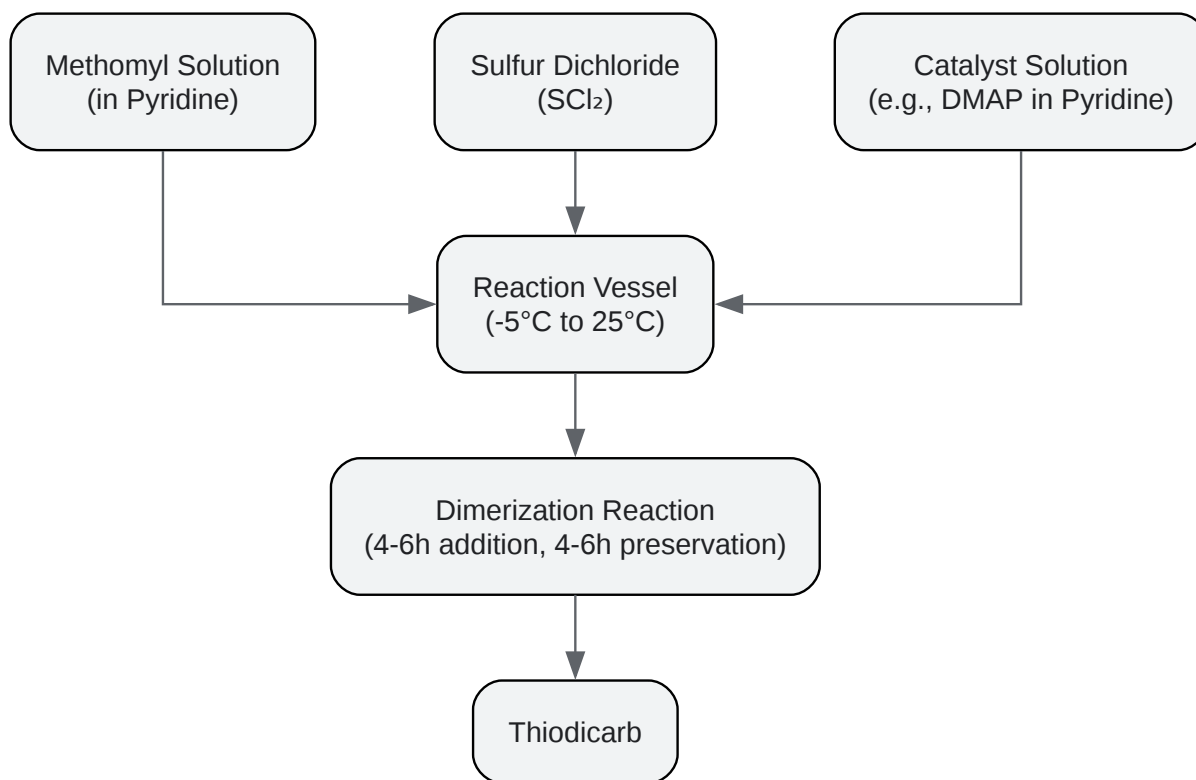 Methomyl Solution
(in Pyridine)
Sulfur Dichloride
(SCl₂)
Catalyst Solution
(e.g., DMAP in Pyridine)
Reaction Vessel
(-5°C to 25°C)
Dimerization Reaction
(4-6h addition, 4-6h preservation)
Thiodicarb